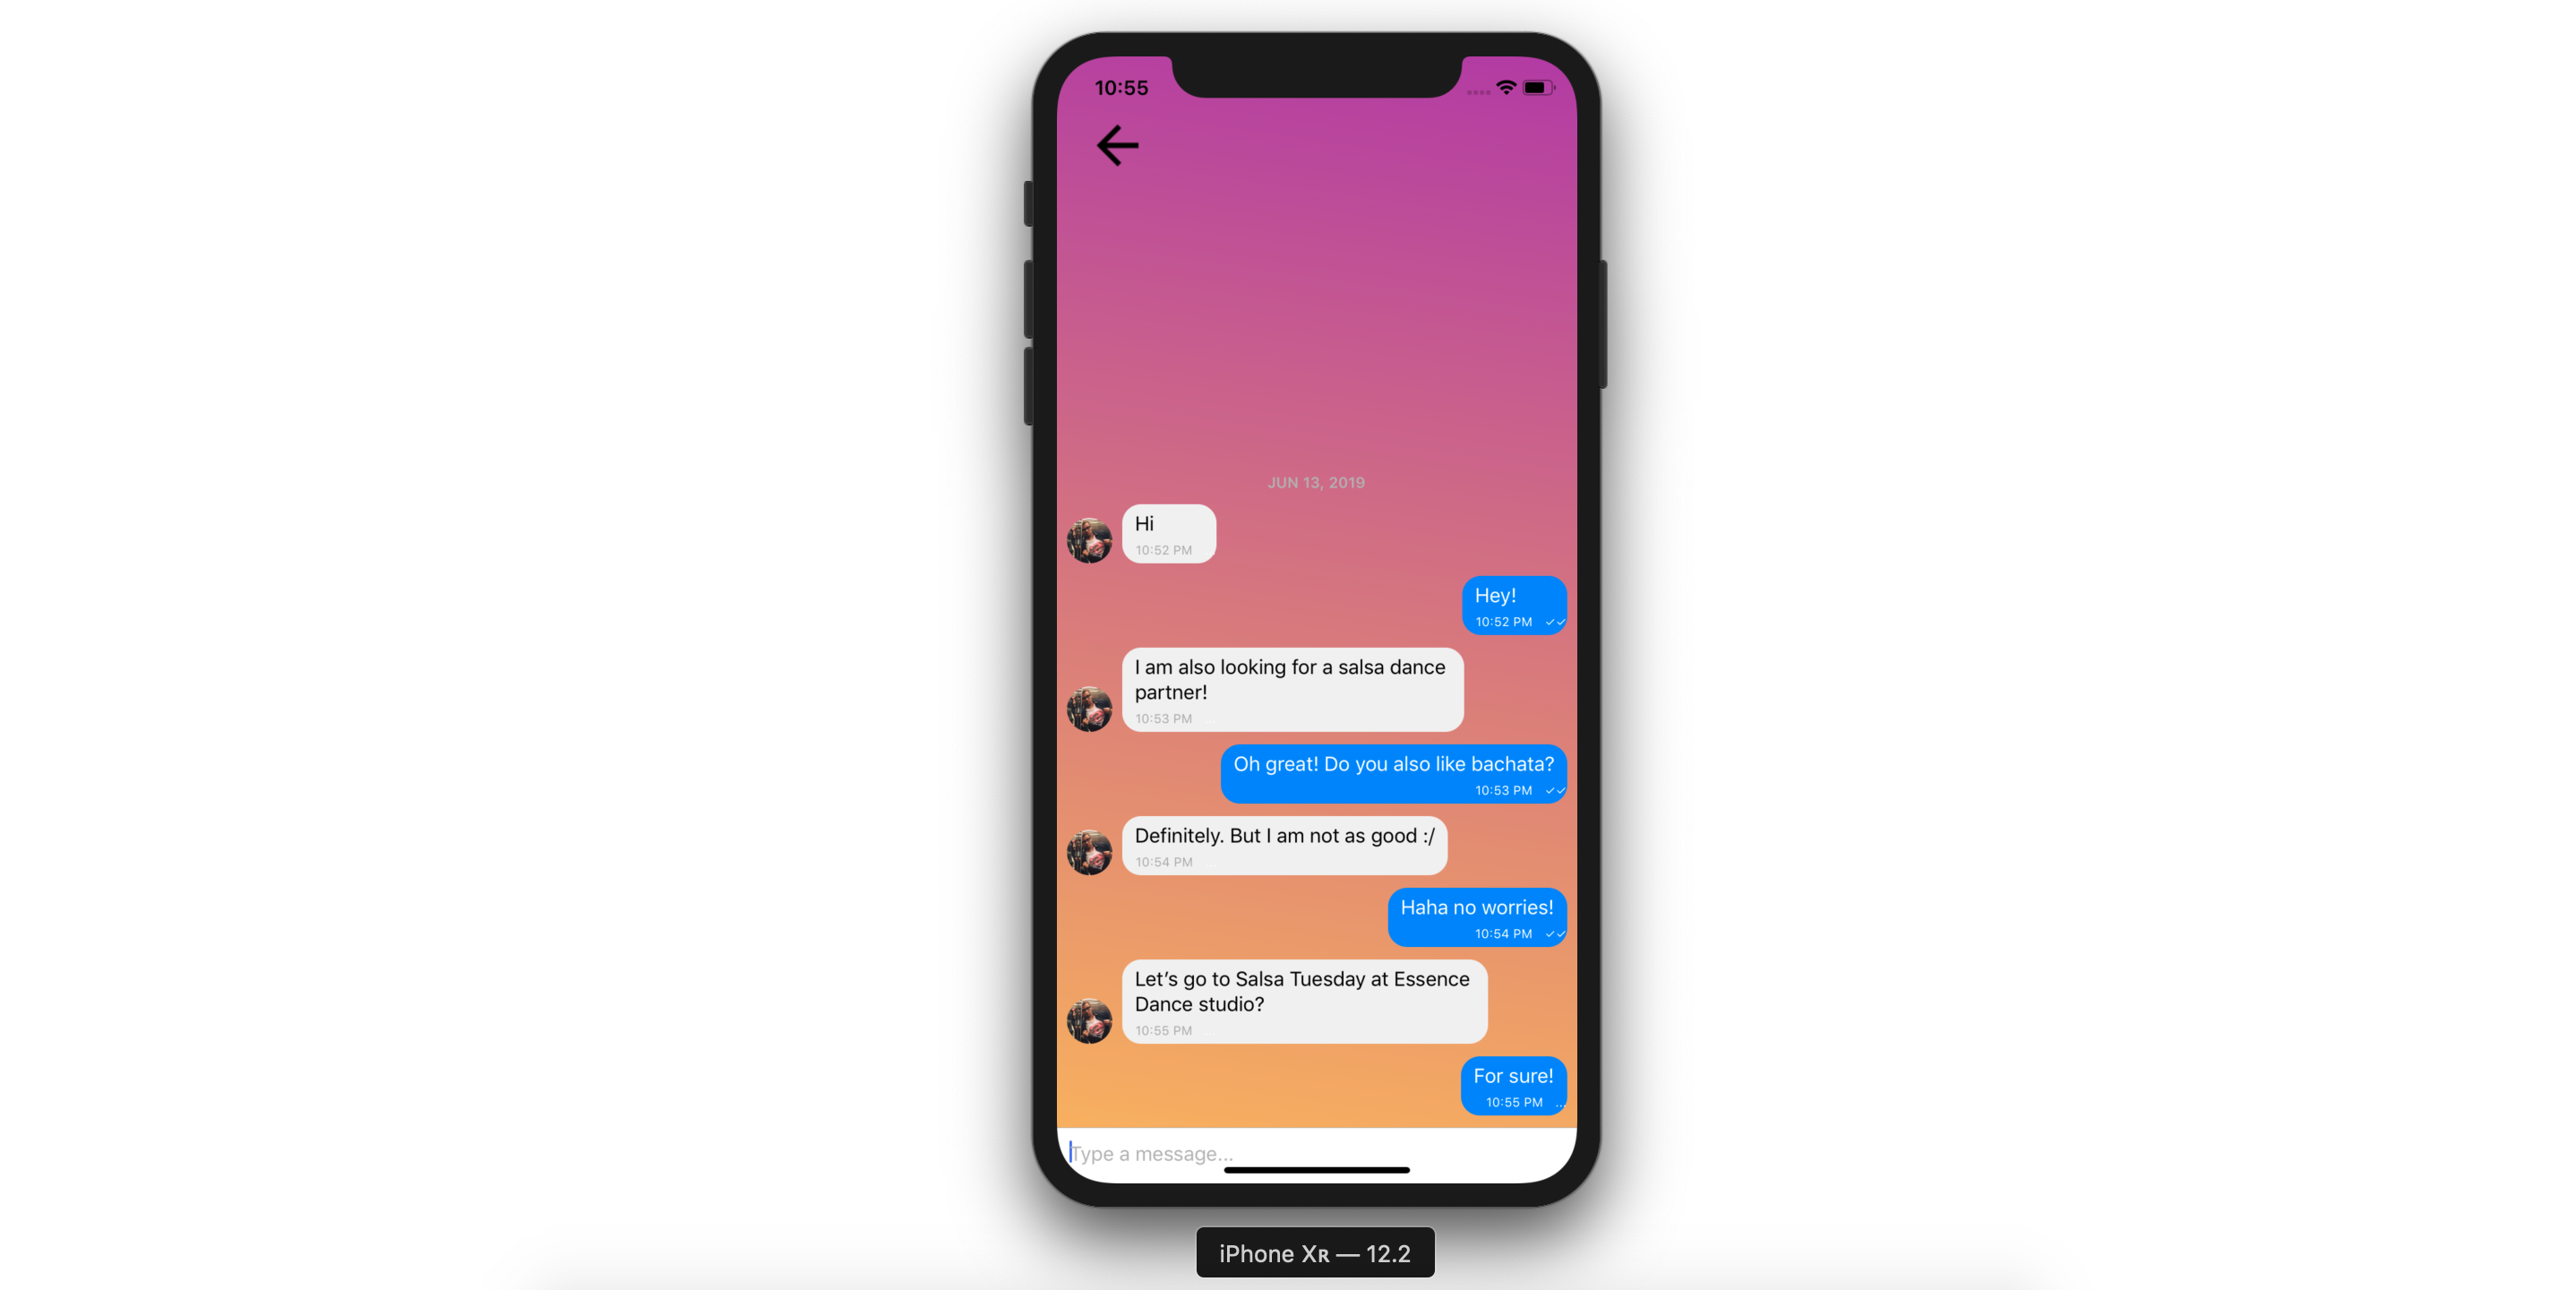 10:55
JUN 13, 2019
Hi
10:52 PM
Hey!
10:52 PM ✓✓
I am also looking for a salsa dance
partner!
10:53 PM
Oh great! Do you also like bachata?
10:53 PM ✓✓
Definitely. But I am not as good :/
10:54 PM
Haha no worries!
10:54 PM ✓✓
Let’s go to Salsa Tuesday at Essence
Dance studio?
10:55 PM
For sure!
10:55 PM ...
Type a message...
iPhone Xʀ — 12.2